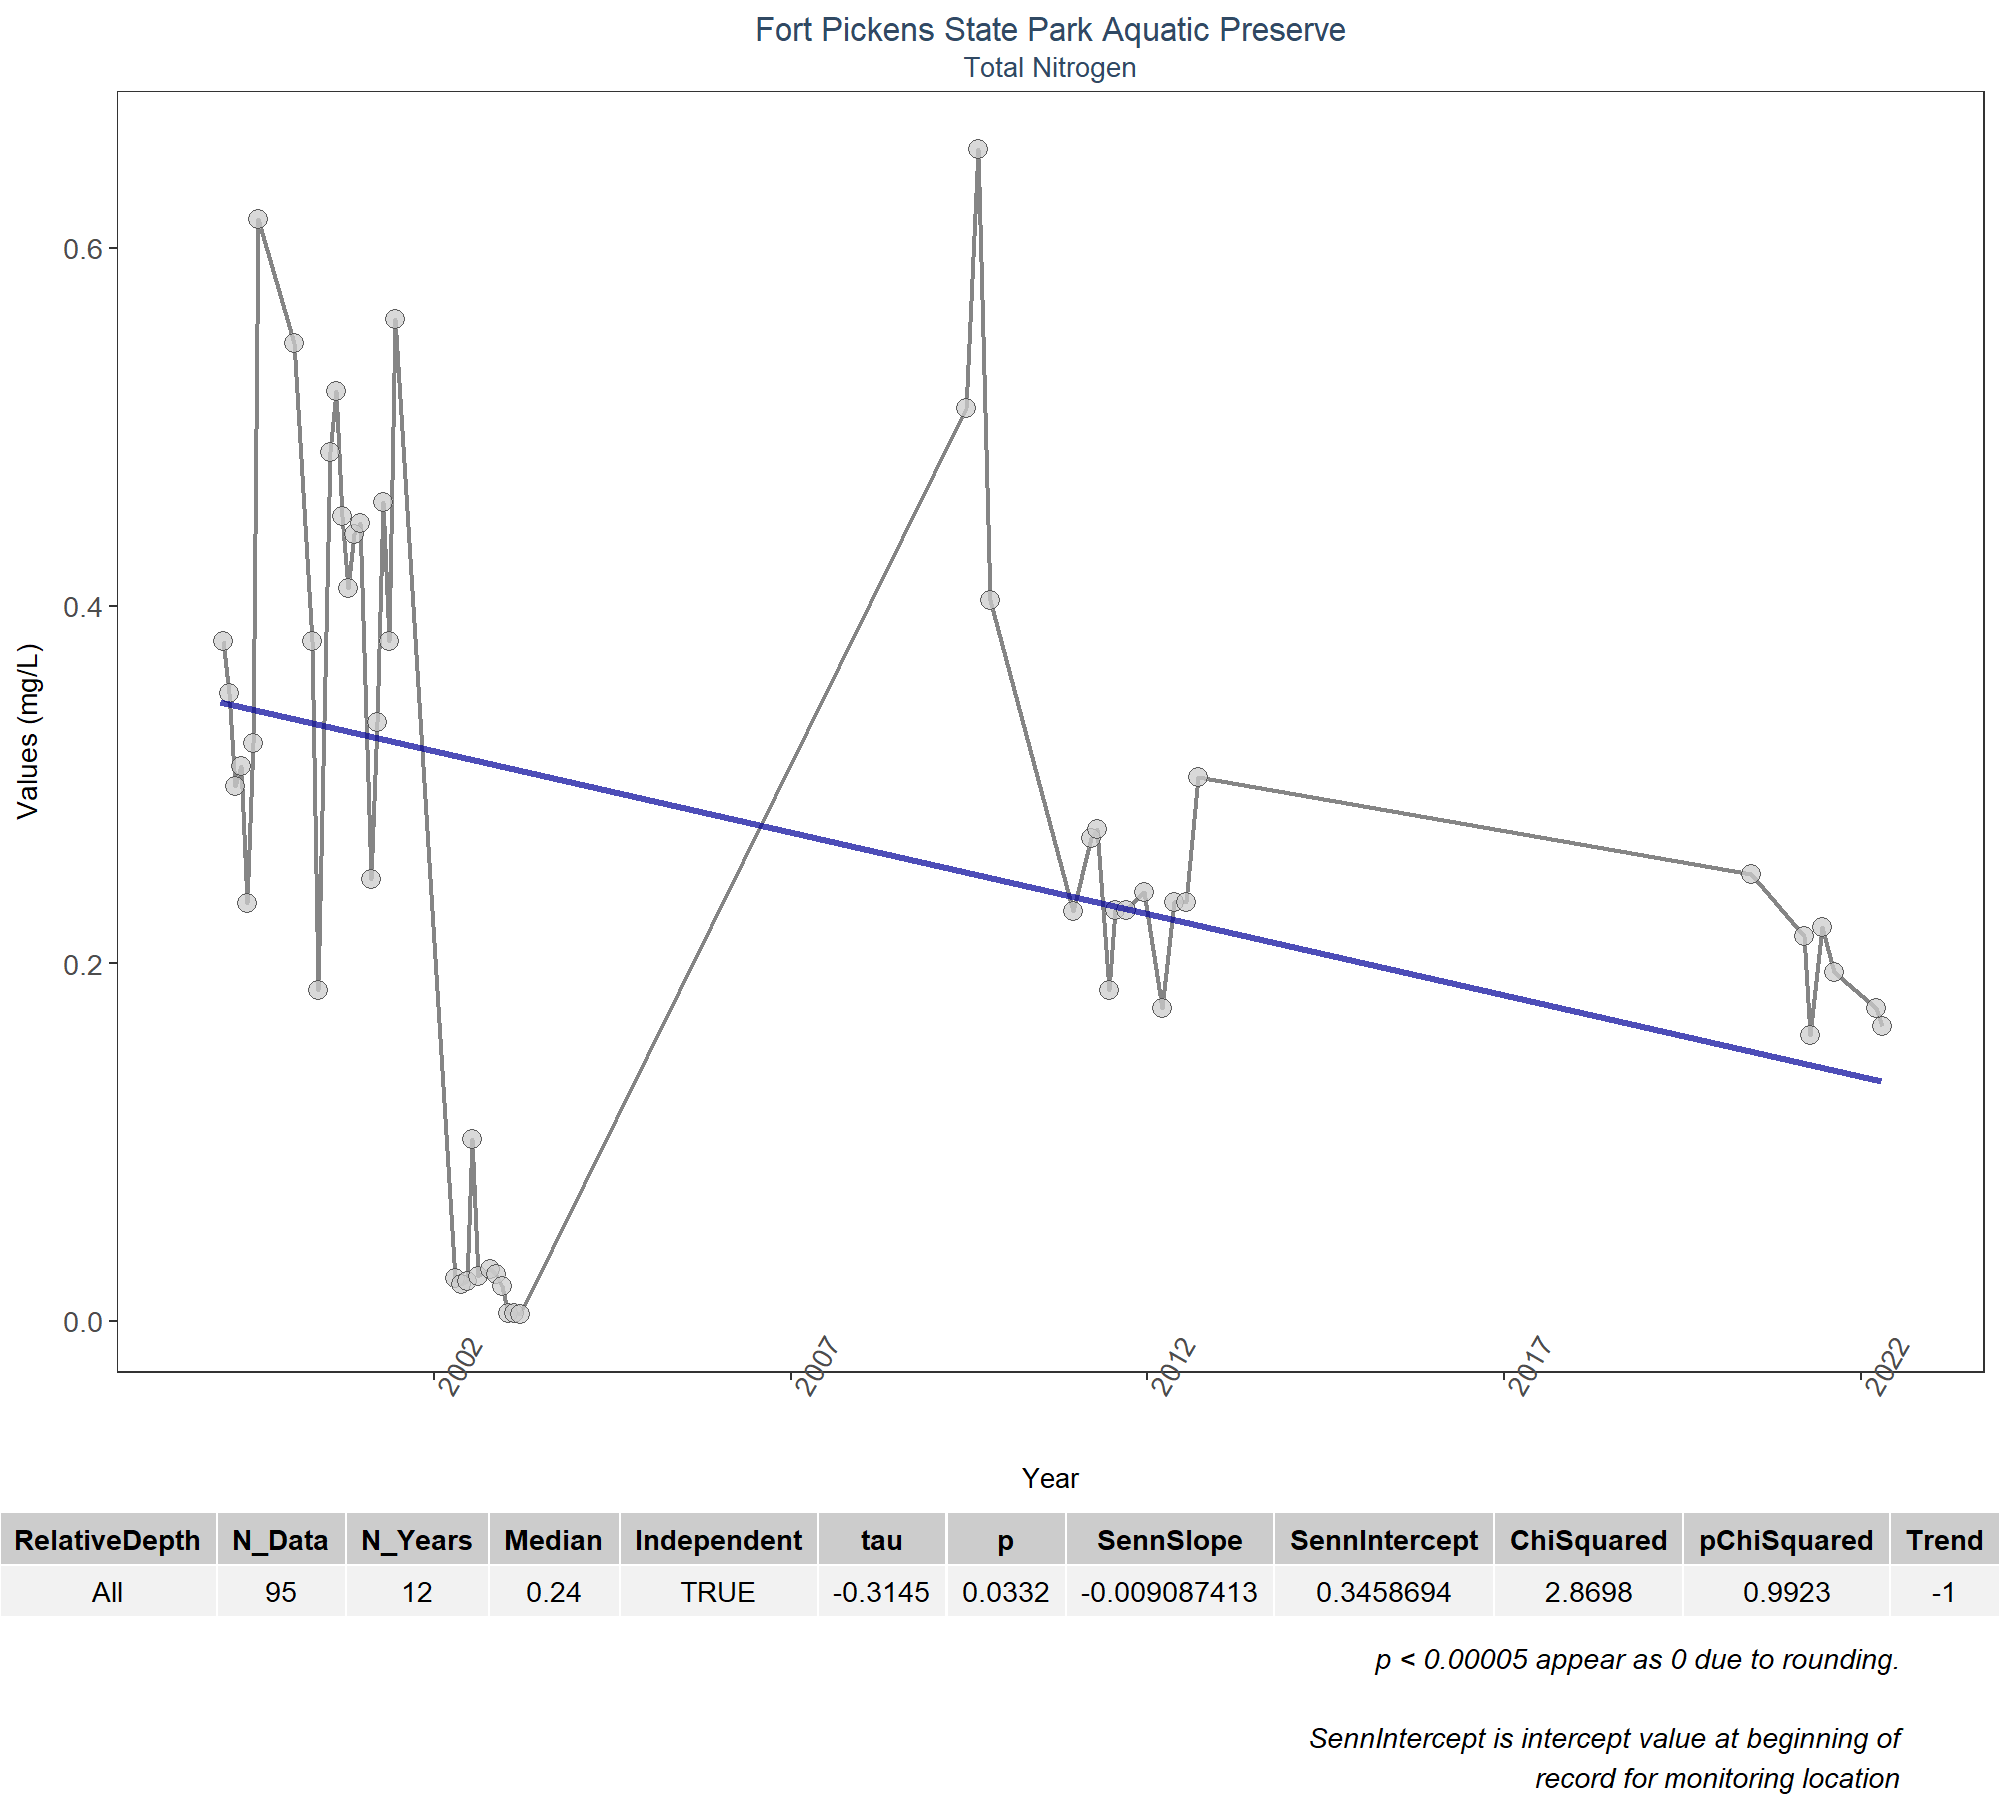 Fort Pickens State Park Aquatic Preserve
Total Nitrogen
Values (mg/L)
0.6
0.4
0.2
0.0
2002 2007 2012 2017 2022
Year
RelativeDepth N_Data N_Years Median Independent tau p SennSlope SennIntercept ChiSquared pChiSquared Trend
All 95 12 0.24 TRUE -0.3145 0.0332 -0.009087413 0.3458694 2.8698 0.9923 -1
p < 0.00005 appear as 0 due to rounding.
SennIntercept is intercept value at beginning of
record for monitoring location